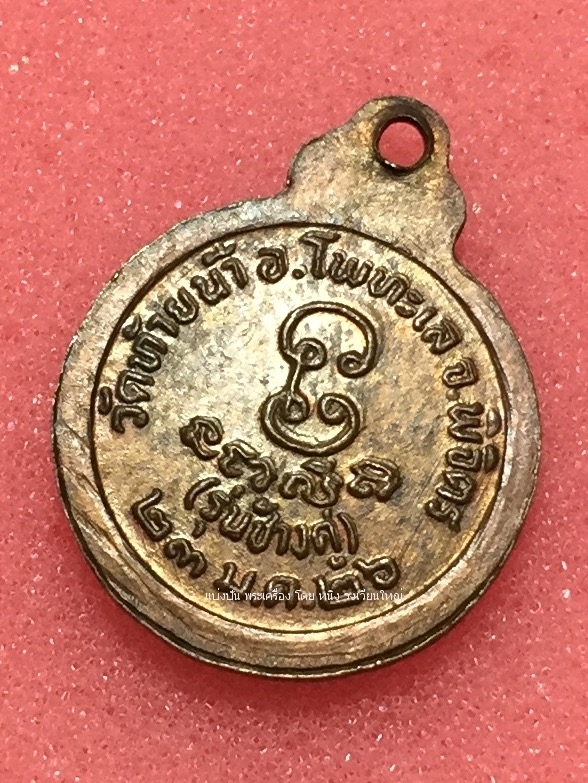 วัดท้ายน้ำ อ.โพทะเล จ.พิจิตร
(รุ่นช้างคู่)
๒๓ ม.ค.๒๖
แบ่งปัน พระเครื่อง โดย หนึ่ง วงเวียนใหญ่